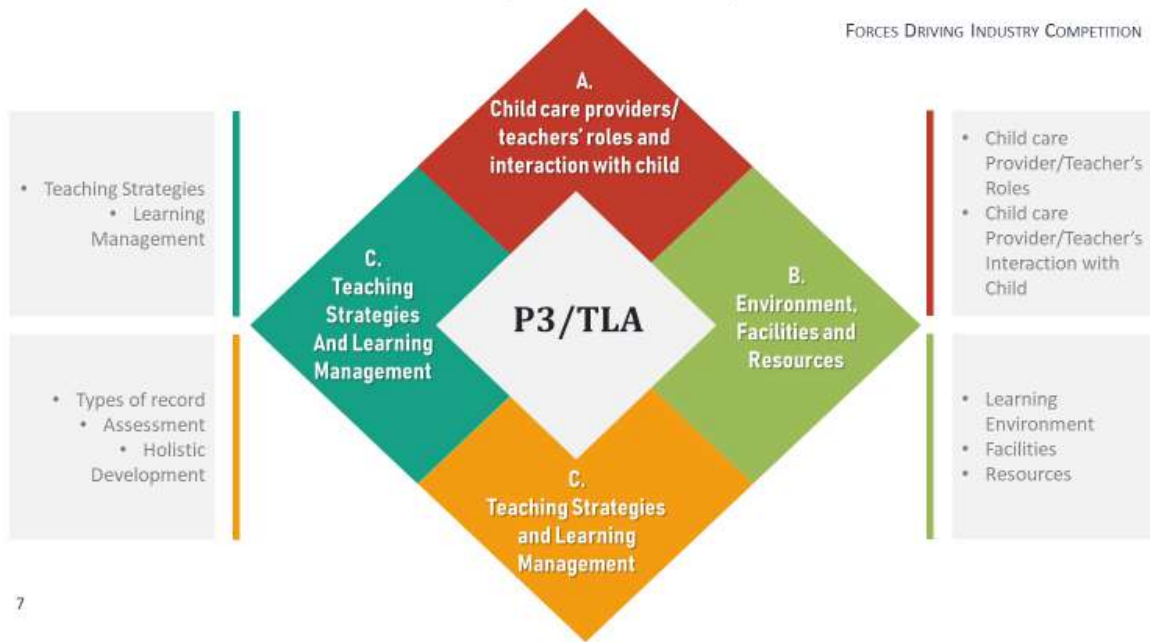 FORCES DRIVING INDUSTRY COMPETITION
A.
Child care providers/
teachers' roles and
interaction with child
• Teaching Strategies
• Learning
Management
• Child care
Provider/Teacher's
Roles
• Child care
Provider/Teacher's
Interaction with
Child
C.
Teaching
Strategies
And Learning
Management
P3/TLA
B.
Environment,
Facilities and
Resources
• Types of record
• Assessment
• Holistic
Development
• Learning
Environment
• Facilities
• Resources
C.
Teaching Strategies
and Learning
Management
7